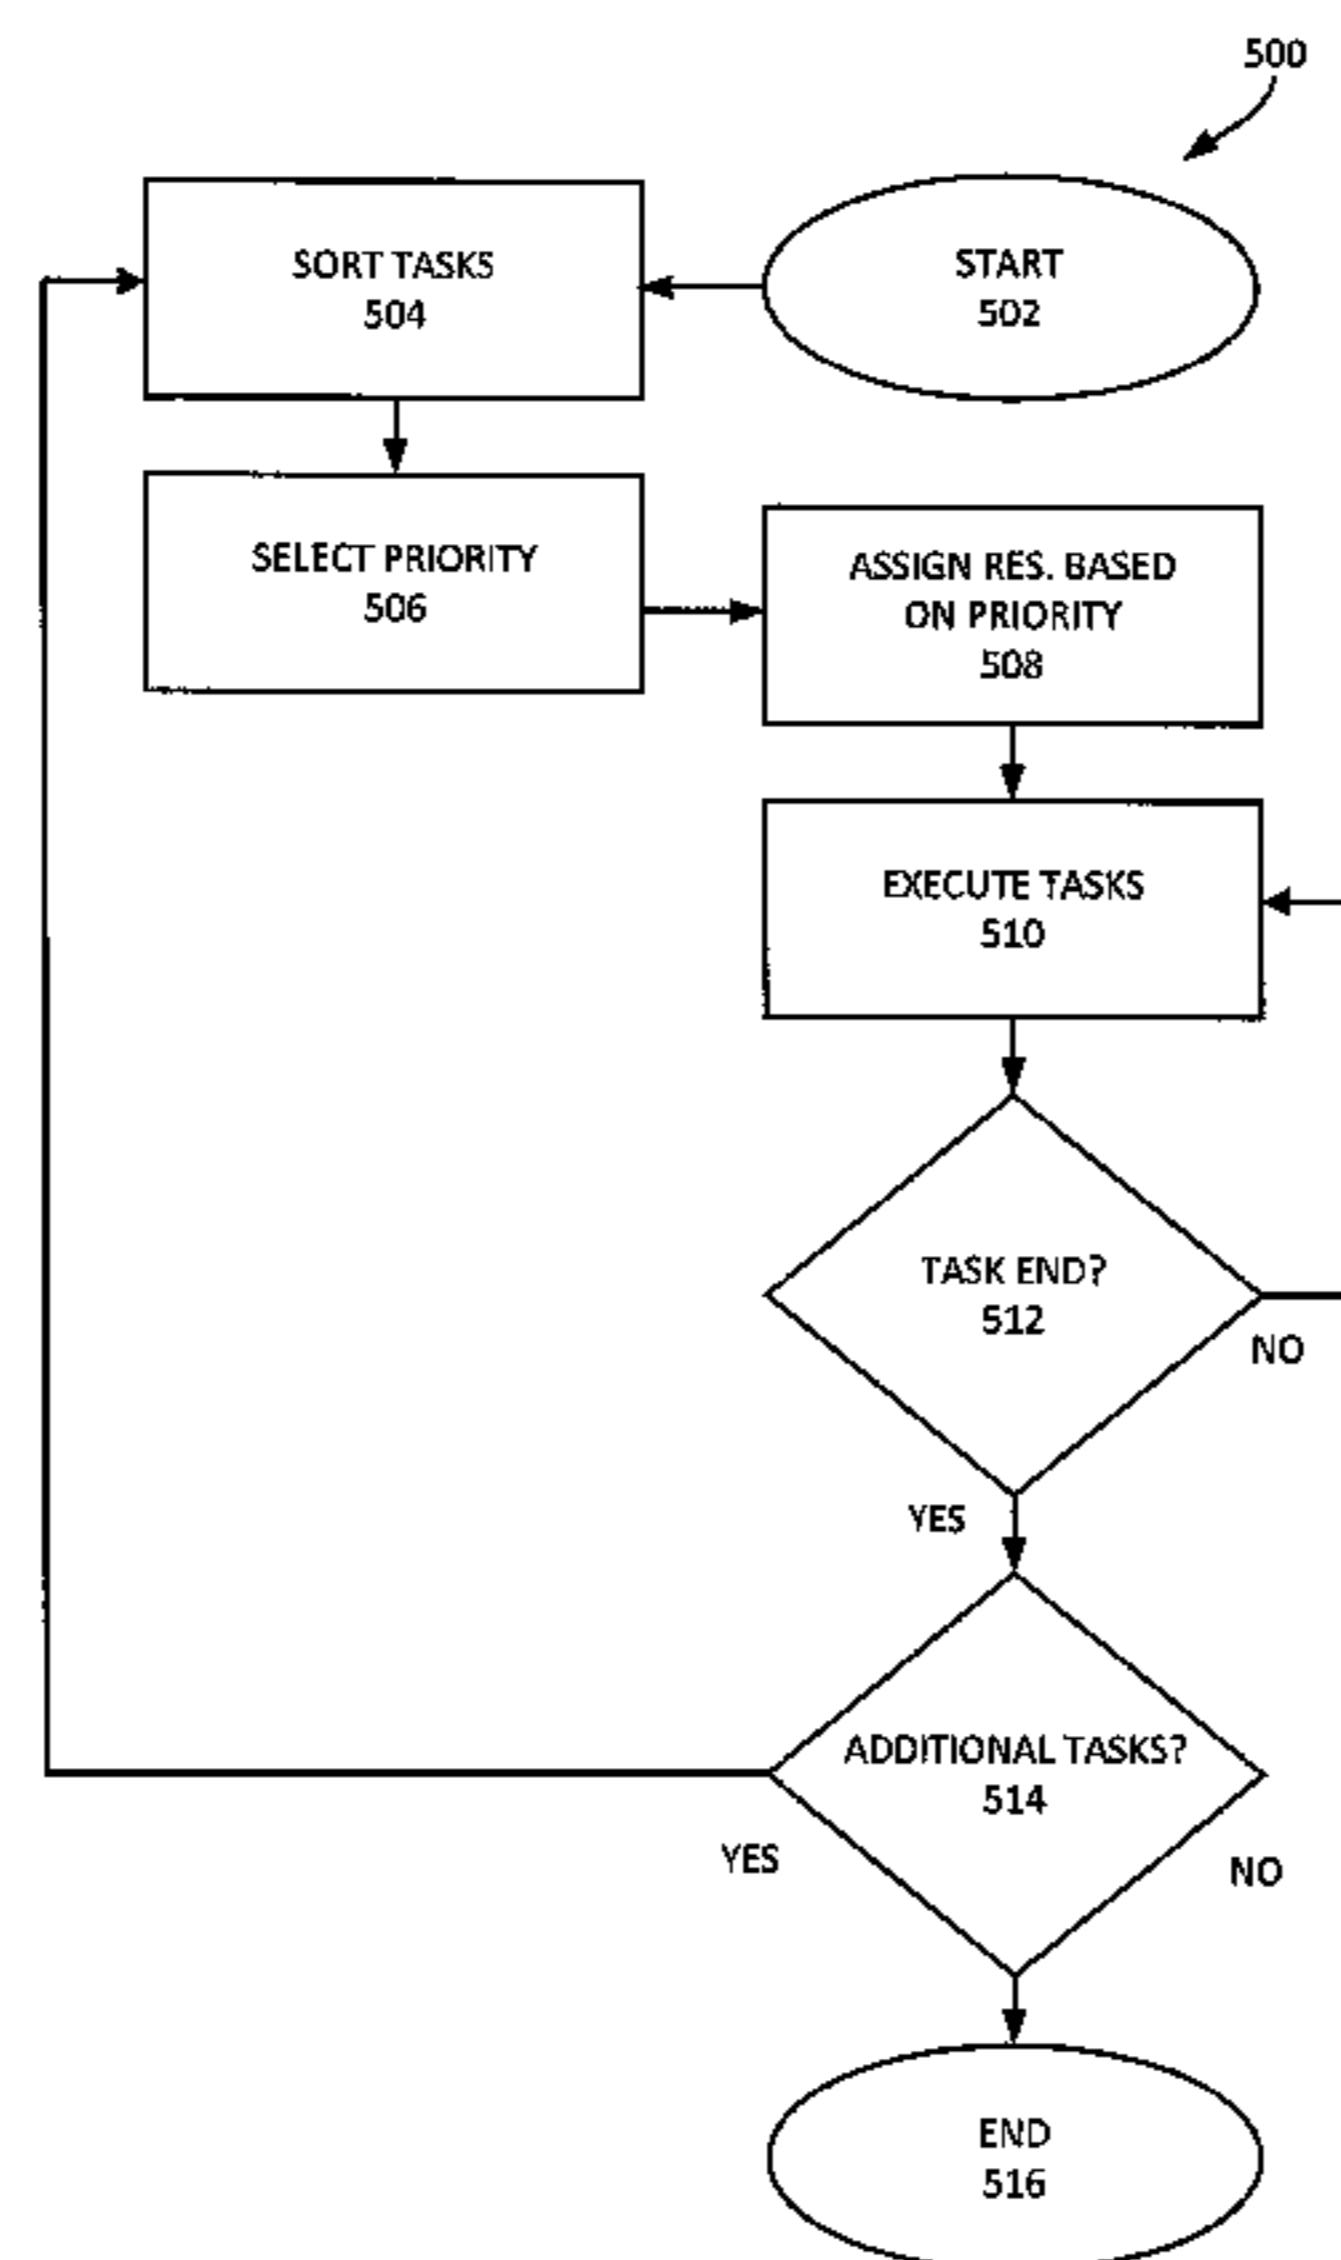 500
START
502
SORT TASKS
504
SELECT PRIORITY
506
ASSIGN RES. BASED
ON PRIORITY
508
EXECUTE TASKS
510
TASK END?
512
NO
YES
ADDITIONAL TASKS?
514
YES
NO
END
516